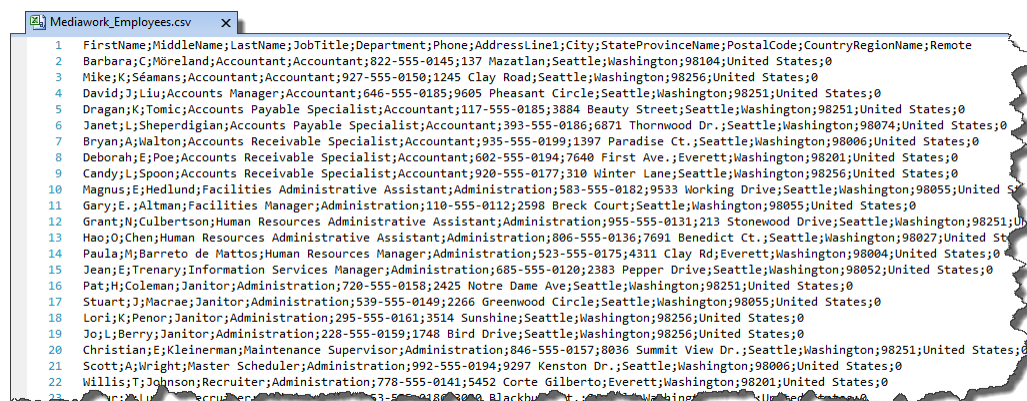 Mediawork_Employees.csv
1 FirstName;MiddleName;LastName;JobTitle;Department;Phone;AddressLine1;City;StateProvinceName;PostalCode;CountryRegionName;Remote
2 Barbara;C;Möreland;Accountant;Accountant;822-555-0145;137 Mazatlan;Seattle;Washington;98104;United States;0
3 Mike;K;Séamans;Accountant;Accountant;927-555-0150;1245 Clay Road;Seattle;Washington;98256;United States;0
4 David;J;Liu;Accounts Manager;Accountant;646-555-0185;9605 Pheasant Circle;Seattle;Washington;98251;United States;0
5 Dragan;K;Tomic;Accounts Payable Specialist;Accountant;117-555-0185;3884 Beauty Street;Seattle;Washington;98251;United States;0
6 Janet;L;Sheperdigian;Accounts Payable Specialist;Accountant;393-555-0186;6871 Thornwood Dr.;Seattle;Washington;98074;United States;0
7 Bryan;A;Walton;Accounts Receivable Specialist;Accountant;935-555-0199;1397 Paradise Ct.;Seattle;Washington;98006;United States;0
8 Deborah;E;Poe;Accounts Receivable Specialist;Accountant;602-555-0194;7640 First Ave.;Everett;Washington;98201;United States;0
9 Candy;L;Spoon;Accounts Receivable Specialist;Accountant;920-555-0177;310 Winter Lane;Seattle;Washington;98256;United States;0
10 Magnus;E;Hedlund;Facilities Administrative Assistant;Administration;583-555-0182;9533 Working Drive;Seattle;Washington;98055;United
11 Gary;E.;Altman;Facilities Manager;Administration;110-555-0112;2598 Breck Court;Seattle;Washington;98055;United States;0
12 Grant;N;Culbertson;Human Resources Administrative Assistant;Administration;955-555-0131;213 Stonewood Drive;Seattle;Washington;98251;
13 Hao;O;Chen;Human Resources Administrative Assistant;Administration;806-555-0136;7691 Benedict Ct.;Seattle;Washington;98027;United
14 Paula;M;Barreto de Mattos;Human Resources Manager;Administration;523-555-0175;4311 Clay Rd;Everett;Washington;98004;United States;0
15 Jean;E;Trenary;Information Services Manager;Administration;685-555-0120;2383 Pepper Drive;Seattle;Washington;98052;United States;0
16 Pat;H;Coleman;Janitor;Administration;720-555-0158;2425 Notre Dame Ave;Seattle;Washington;98251;United States;0
17 Stuart;J;Macrae;Janitor;Administration;539-555-0149;2266 Greenwood Circle;Seattle;Washington;98055;United States;0
18 Lori;K;Penor;Janitor;Administration;295-555-0161;3514 Sunshine;Seattle;Washington;98256;United States;0
19 Jo;L;Berry;Janitor;Administration;228-555-0159;1748 Bird Drive;Seattle;Washington;98256;United States;0
20 Christian;E;Kleinerman;Maintenance Supervisor;Administration;846-555-0157;8036 Summit View Dr.;Seattle;Washington;98251;United States;0
21 Scott;A;Wright;Master Scheduler;Administration;992-555-0194;9297 Kenston Dr.;Seattle;Washington;98006;United States;0
22 Willis;T;Johnson;Recruiter;Administration;778-555-0141;5452 Corte Gilberto;Everett;Washington;98201;United States;0
23